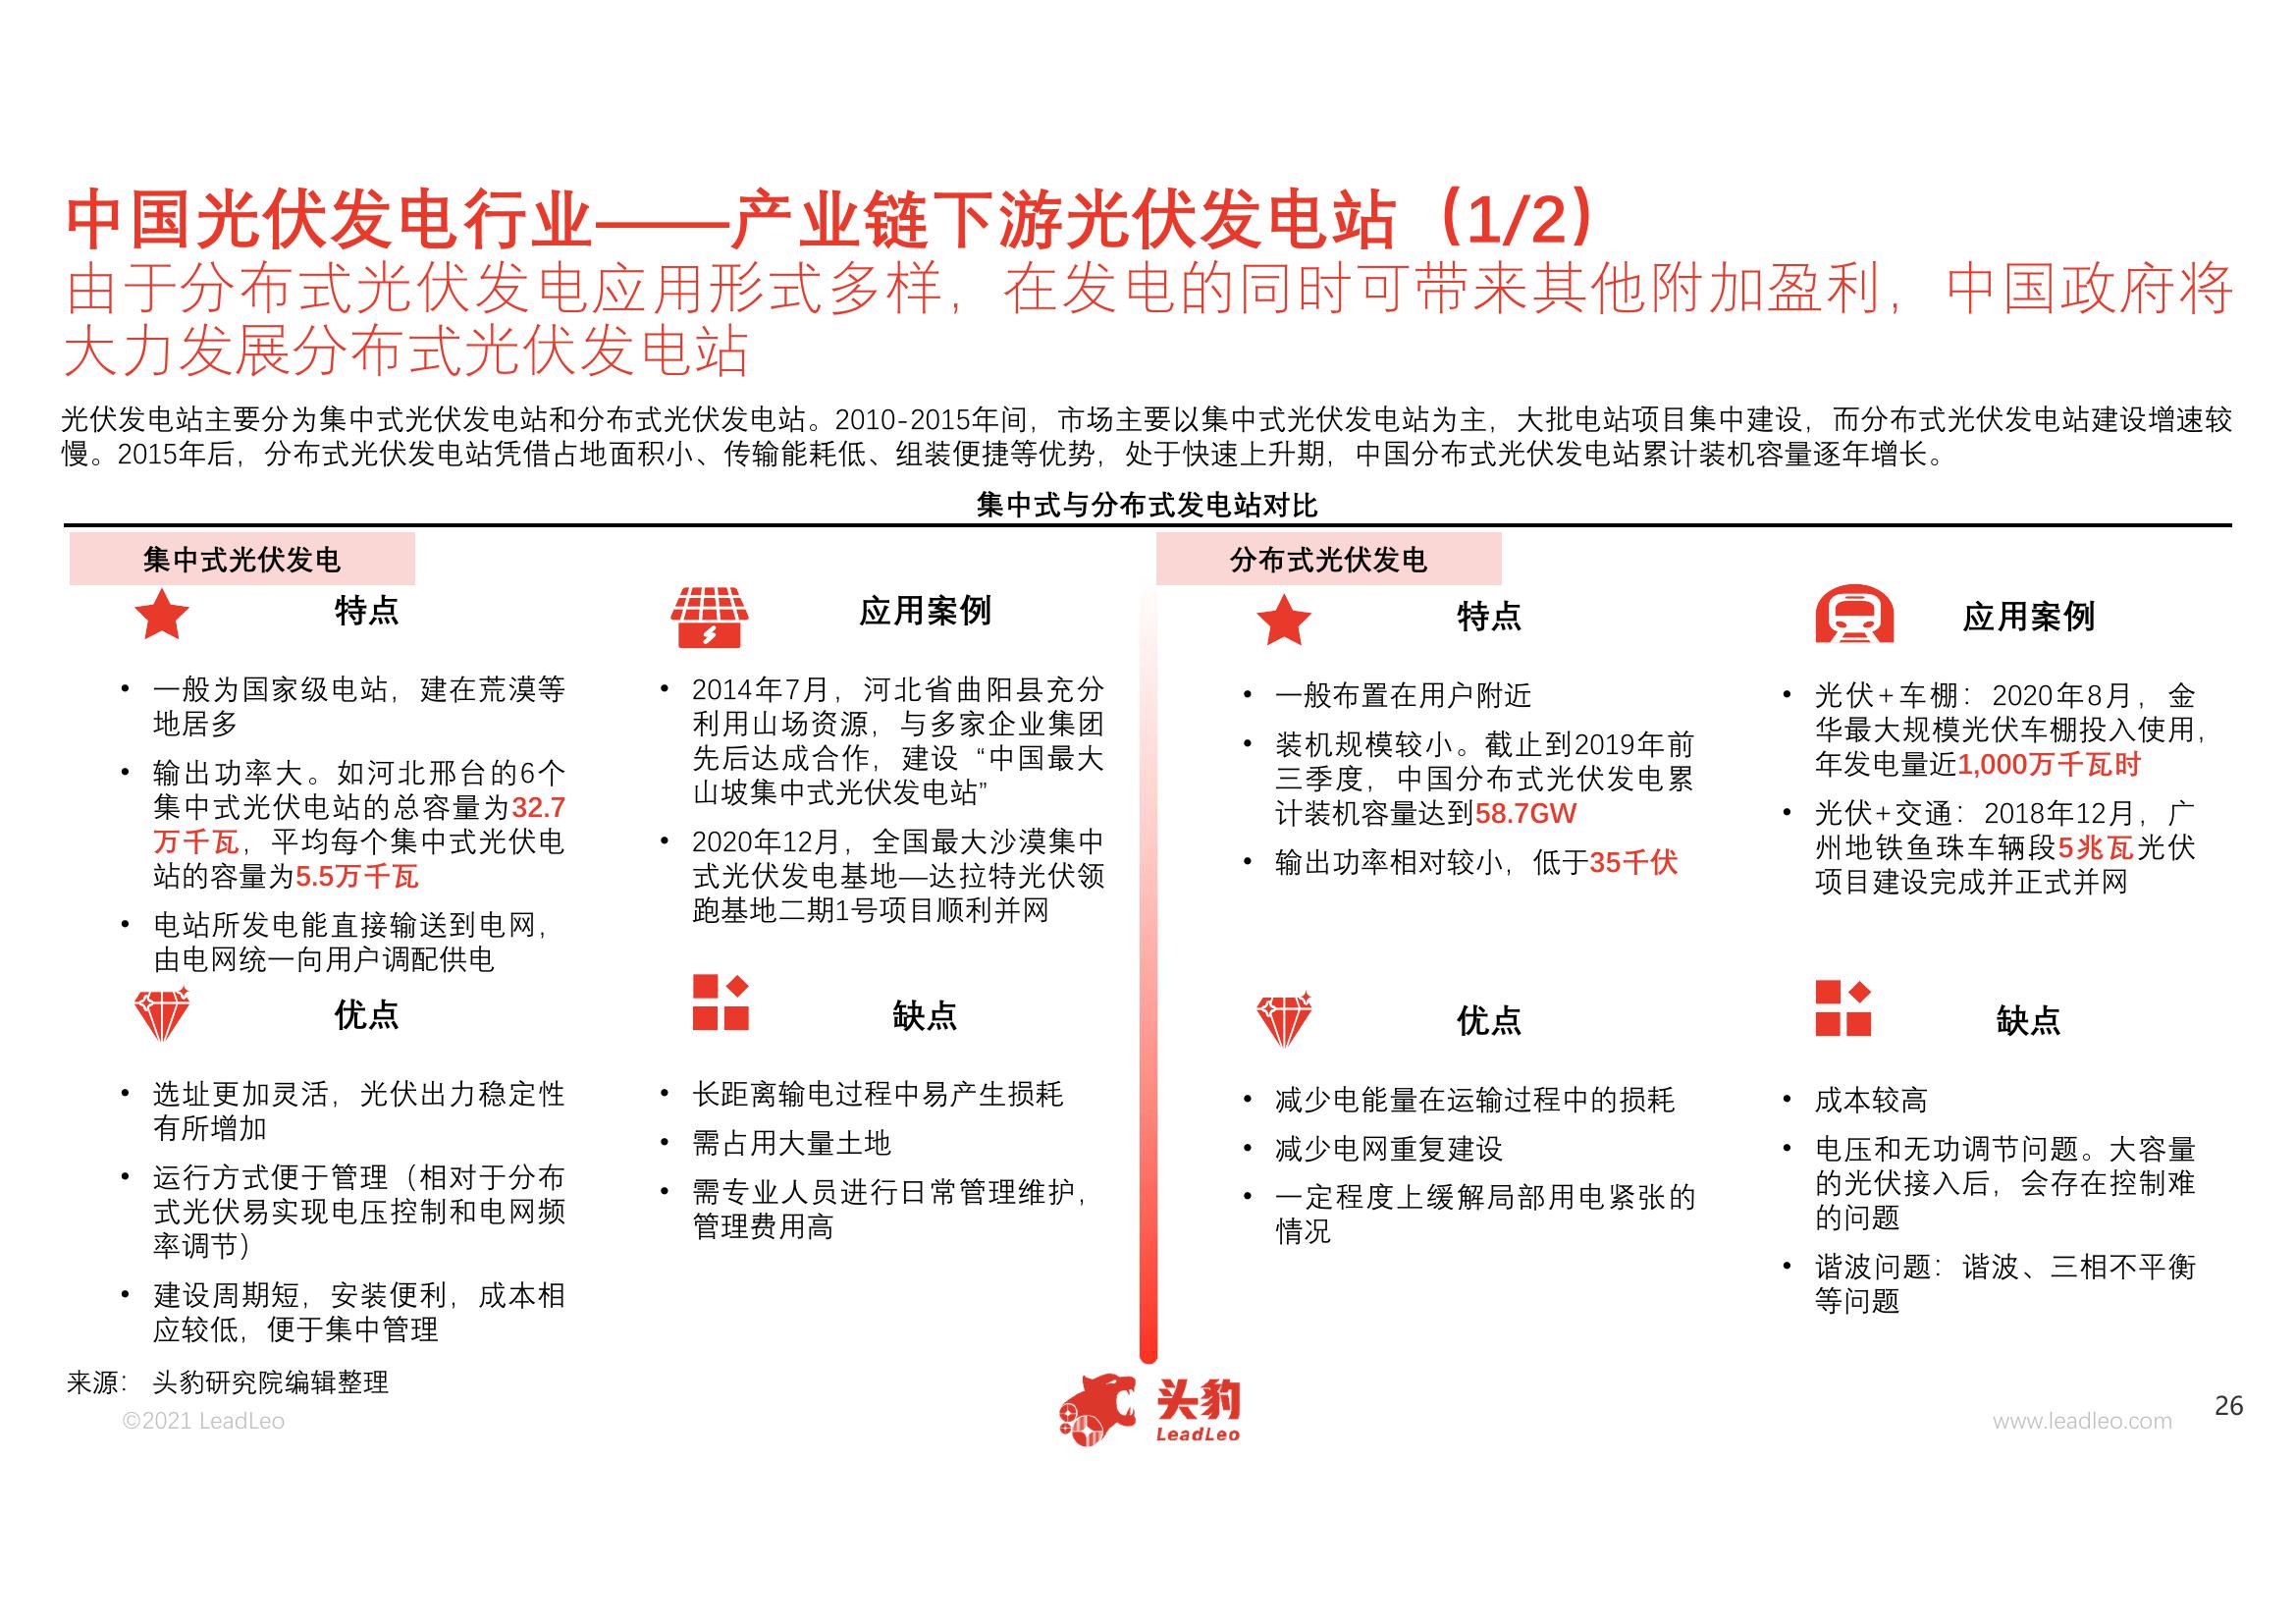 中国光伏发电行业——产业链下游光伏发电站（1/2）
由于分布式光伏发电应用形式多样，在发电的同时可带来其他附加盈利，中国政府将
大力发展分布式光伏发电站
光伏发电站主要分为集中式光伏发电站和分布式光伏发电站。2010-2015年间，市场主要以集中式光伏发电站为主，大批电站项目集中建设，而分布式光伏发电站建设增速较
慢。2015年后，分布式光伏发电站凭借占地面积小、传输能耗低、组装便捷等优势，处于快速上升期，中国分布式光伏发电站累计装机容量逐年增长。
集中式与分布式发电站对比
集中式光伏发电
特点
• 一般为国家级电站，建在荒漠等
地居多
• 输出功率大。如河北邢台的6个
集中式光伏电站的总容量为32.7
万千瓦，平均每个集中式光伏电
站的容量为5.5万千瓦
• 电站所发电能直接输送到电网，
由电网统一向用户调配供电
应用案例
• 2014年7月，河北省曲阳县充分
利用山场资源，与多家企业集团
先后达成合作，建设“中国最大
山坡集中式光伏发电站”
• 2020年12月，全国最大沙漠集中
式光伏发电基地—达拉特光伏领
跑基地二期1号项目顺利并网
优点
• 选址更加灵活，光伏出力稳定性
有所增加
• 运行方式便于管理（相对于分布
式光伏易实现电压控制和电网频
率调节）
• 建设周期短，安装便利，成本相
应较低，便于集中管理
缺点
• 长距离输电过程中易产生损耗
• 需占用大量土地
• 需专业人员进行日常管理维护，
管理费用高
分布式光伏发电
特点
• 一般布置在用户附近
• 装机规模较小。截止到2019年前
三季度，中国分布式光伏发电累
计装机容量达到58.7GW
• 输出功率相对较小，低于35千伏
应用案例
• 光伏+车棚：2020年8月，金
华最大规模光伏车棚投入使用，
年发电量近1,000万千瓦时
• 光伏+交通：2018年12月，广
州地铁鱼珠车辆段5兆瓦光伏
项目建设完成并正式并网
优点
• 减少电能量在运输过程中的损耗
• 减少电网重复建设
• 一定程度上缓解局部用电紧张的
情况
缺点
• 成本较高
• 电压和无功调节问题。大容量
的光伏接入后，会存在控制难
的问题
• 谐波问题：谐波、三相不平衡
等问题
来源： 头豹研究院编辑整理
©2021 LeadLeo
头豹
LeadLeo
www.leadleo.com
26